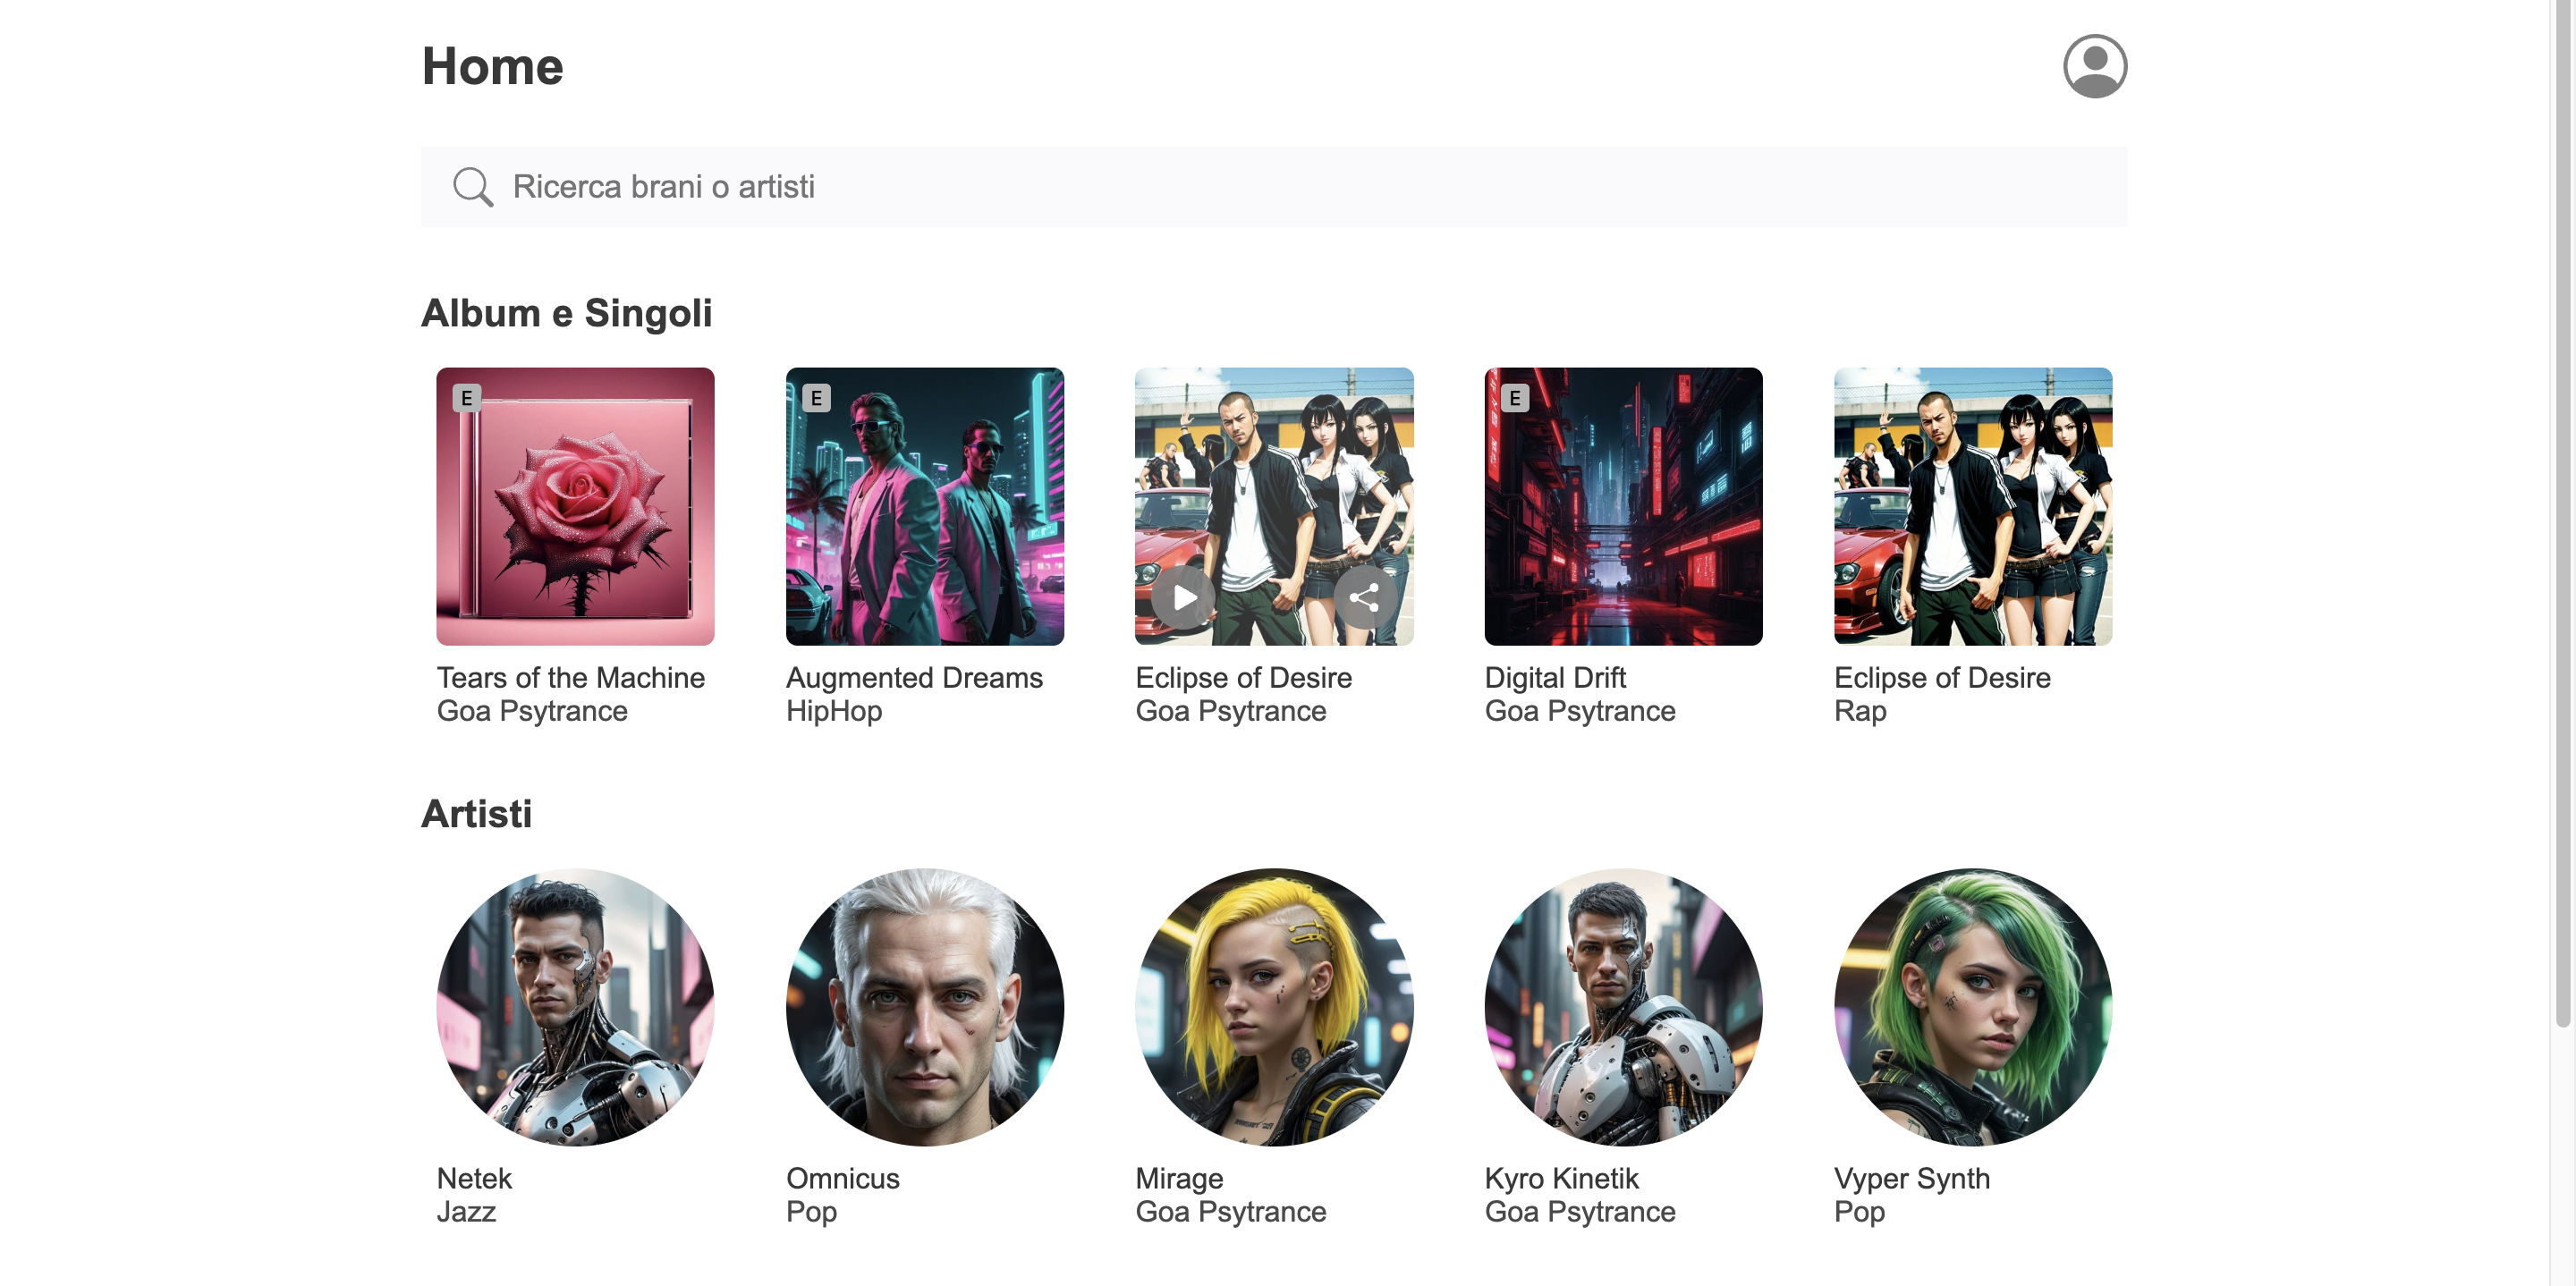 Home
Ricerca brani o artisti
Album e Singoli
E
E
E
Tears of the Machine
Goa Psytrance
Augmented Dreams
HipHop
Eclipse of Desire
Goa Psytrance
Digital Drift
Goa Psytrance
Eclipse of Desire
Rap
Artisti
Netek
Jazz
Omnicus
Pop
Mirage
Goa Psytrance
Kyro Kinetik
Goa Psytrance
Vyper Synth
Pop